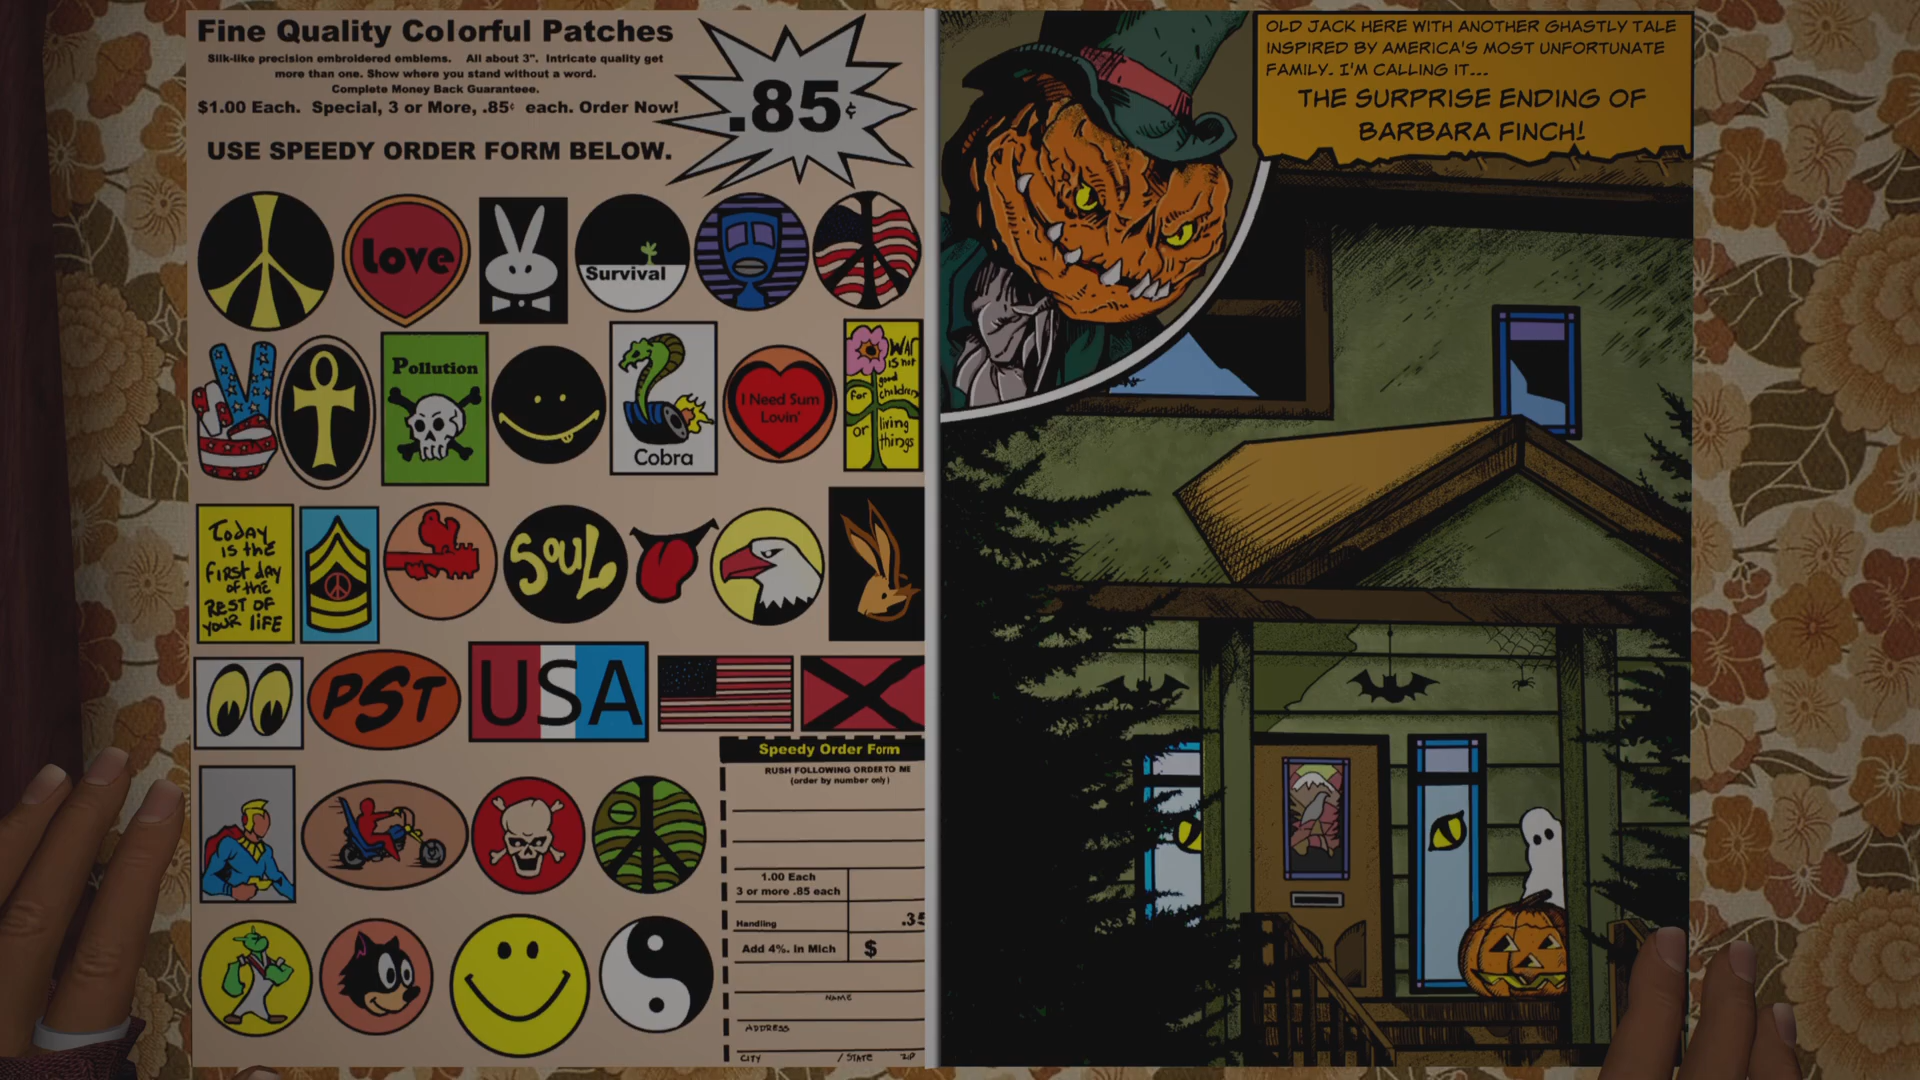 Fine Quality Colorful Patches
Silk-like precision embroidered emblems. All about 3". Intricate quality get
more than one. Show where you stand without a word.
Complete Money Back Guaranteee.
$1.00 Each. Special, 3 or More, .85¢ each. Order Now!
.85¢
USE SPEEDY ORDER FORM BELOW.
Love
Survival
Pollution
Cobra
I Need Sum
Lovin'
WAR
is not
good
for children
or living
things
Today
is the
first day
of the
REST OF
YOUR LIFE
SOUL
PST
USA
Speedy Order Form
RUSH FOLLOWING ORDER TO ME
(order by number only)
1.00 Each
3 or more .85 each
Handling .35
Add 4%. In Mich $
NAME
ADDRESS
CITY / STATE ZIP
OLD JACK HERE WITH ANOTHER GHASTLY TALE
INSPIRED BY AMERICA'S MOST UNFORTUNATE
FAMILY. I'M CALLING IT...
THE SURPRISE ENDING OF
BARBARA FINCH!